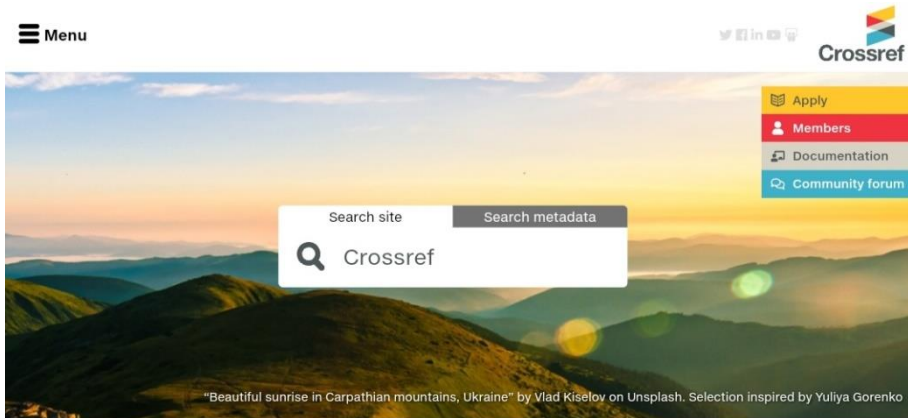 Menu
Crossref
Apply
Members
Documentation
Community forum
Search site
Search metadata
Crossref
“Beautiful sunrise in Carpathian mountains, Ukraine” by Vlad Kiselov on Unsplash. Selection inspired by Yuliya Gorenko